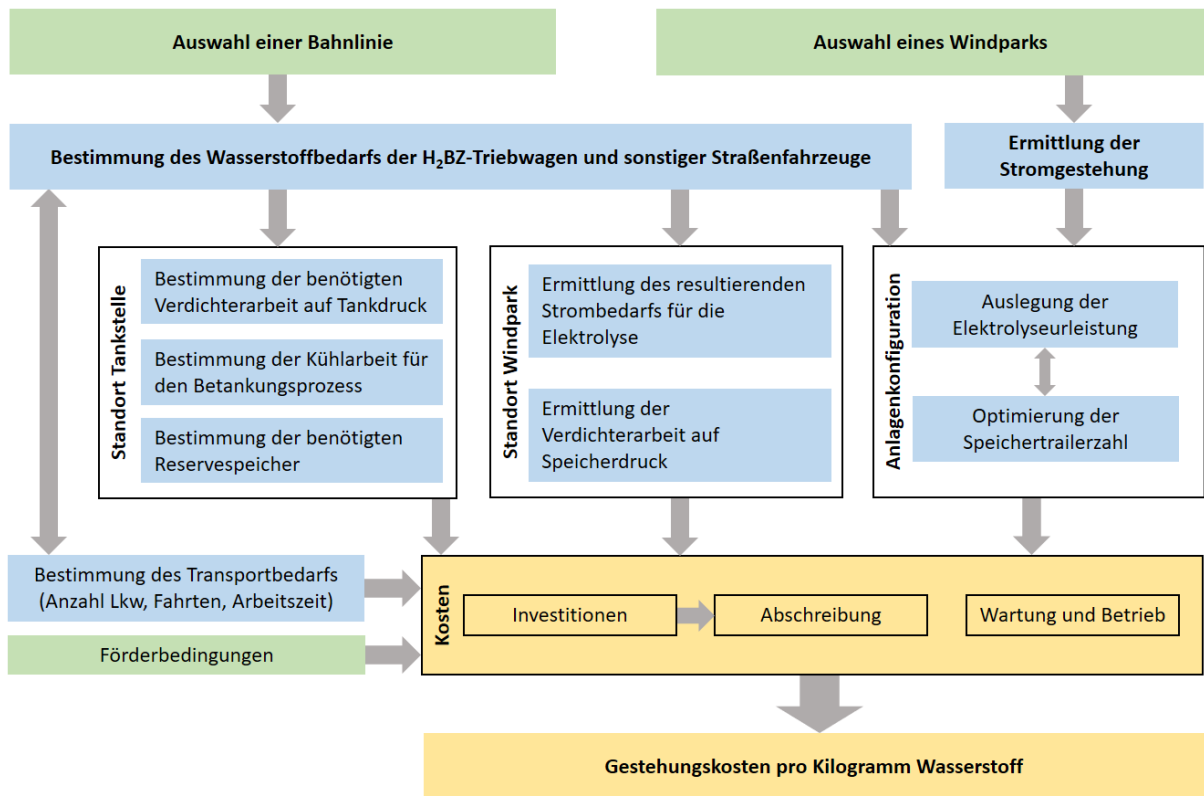 Auswahl einer Bahnlinie
Auswahl eines Windparks
Bestimmung des Wasserstoffbedarfs der H₂BZ-Triebwagen und sonstiger Straßenfahrzeuge
Ermittlung der
Stromgestehung
Standort Tankstelle
Bestimmung der benötigten
Verdichterarbeit auf Tankdruck
Bestimmung der Kühlarbeit für
den Betankungsprozess
Bestimmung der benötigten
Reservespeicher
Standort Windpark
Ermittlung des resultierenden
Strombedarfs für die
Elektrolyse
Ermittlung der
Verdichterarbeit auf
Speicherdruck
Anlagenkonfiguration
Auslegung der
Elektrolyseurleistung
Optimierung der
Speichertrailerzahl
Bestimmung des Transportbedarfs
(Anzahl Lkw, Fahrten, Arbeitszeit)
Förderbedingungen
Kosten
Investitionen
Abschreibung
Wartung und Betrieb
Gestehungskosten pro Kilogramm Wasserstoff